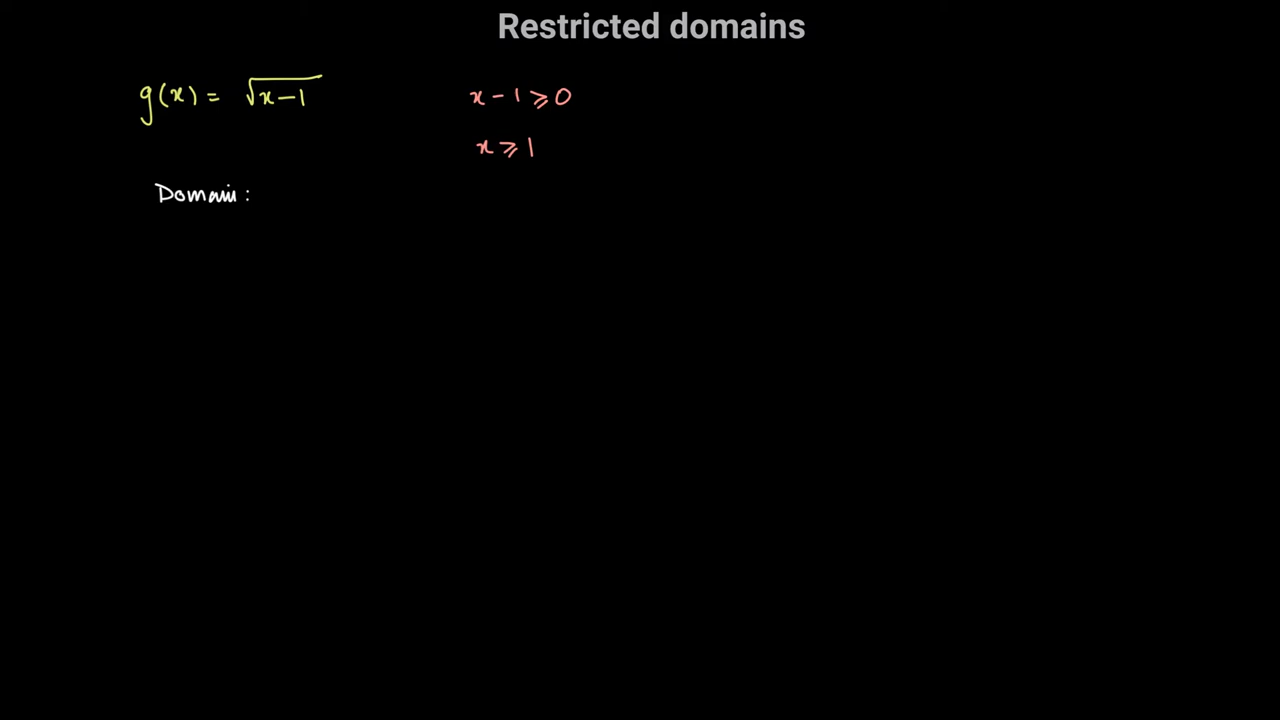 Restricted domains
g(x) = √x-1 x-1⩾0
x⩾1
Domain: